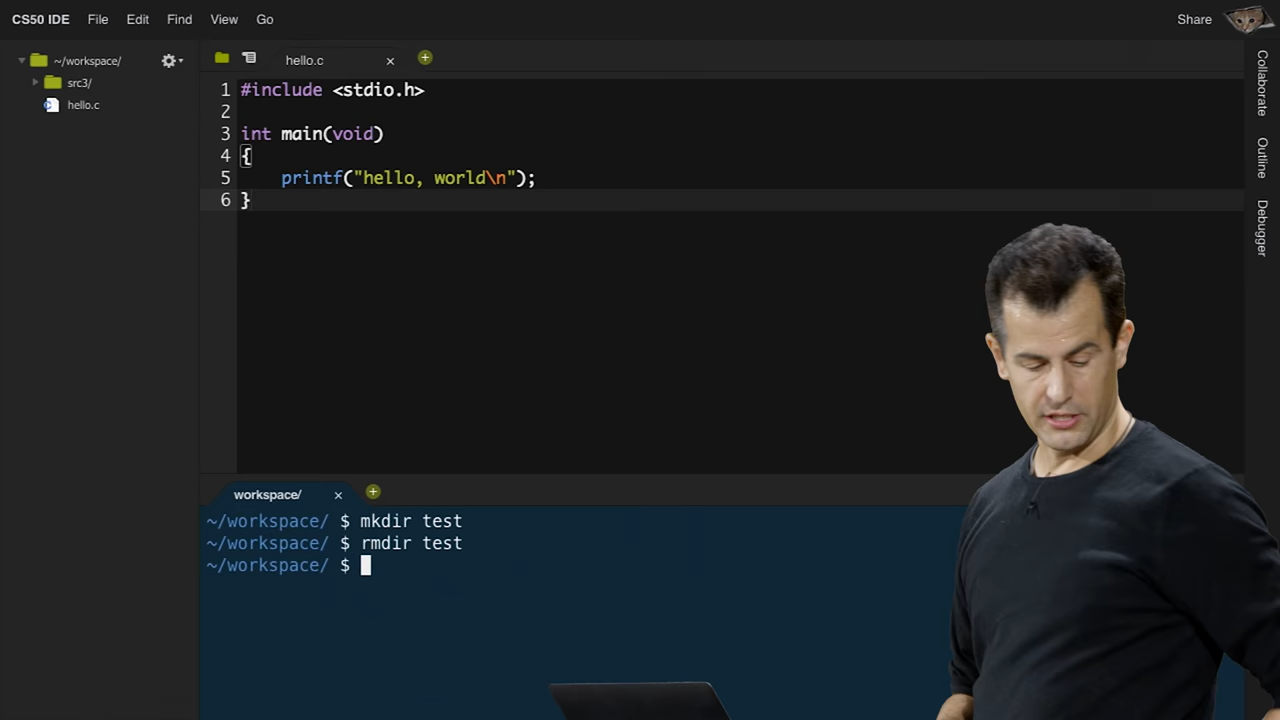 CS50 IDE File Edit Find View Go Share
~/workspace/
src3/
hello.c
hello.c
1 #include <stdio.h>
2
3 int main(void)
4 {
5     printf("hello, world\n");
6 }
Collaborate
Outline
Debugger
workspace/
~/workspace/ $ mkdir test
~/workspace/ $ rmdir test
~/workspace/ $